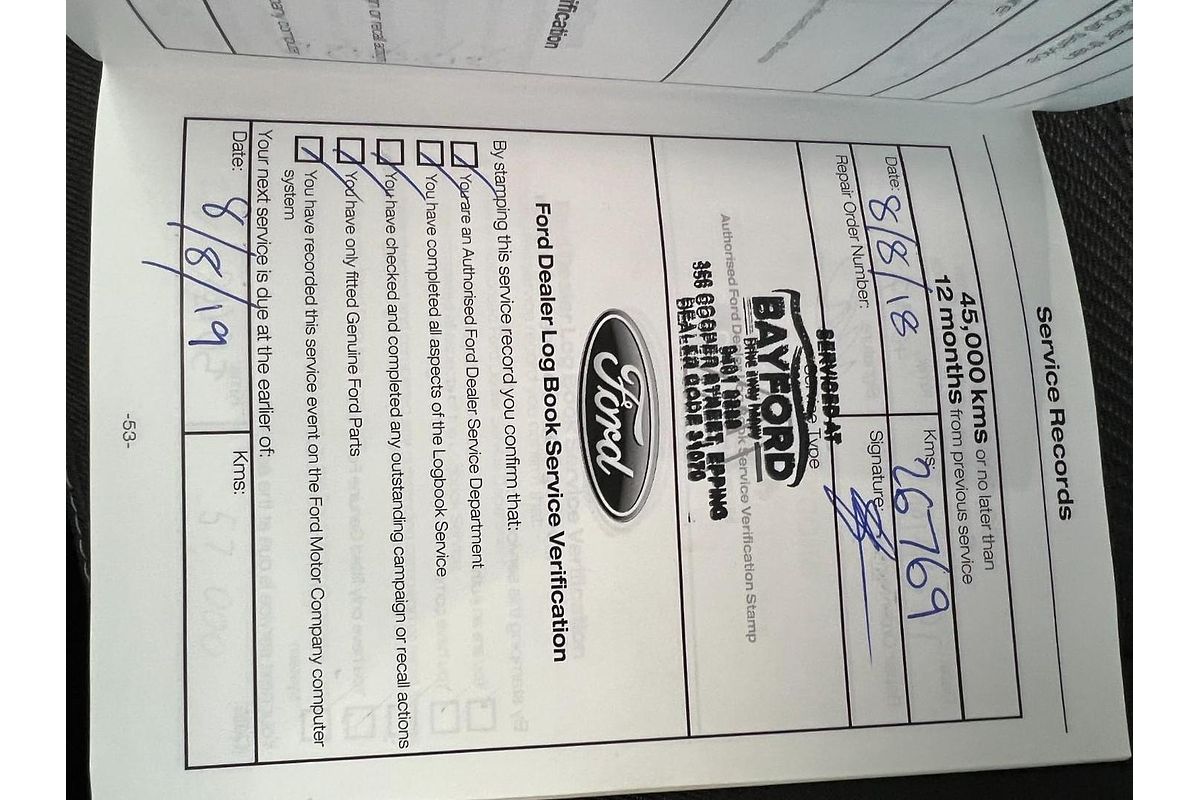 Service Records
45,000 kms or no later than
12 months from previous service
Date: 8/8/18
Kms: 26769
Repair Order Number:
Signature:
Type
SERVICED AT
BAYFORD
Authorised Ford Dealer Service Verification Stamp
9401 0800
356 COOPER STREET, EPPING
DEALER CODE 31070
Ford
Ford Dealer Log Book Service Verification
By stamping this service record you confirm that:
You are an Authorised Ford Dealer Service Department
You have completed all aspects of the Logbook Service
You have checked and completed any outstanding campaign or recall actions
You have only fitted Genuine Ford Parts
You have recorded this service event on the Ford Motor Company computer
system
Your next service is due at the earlier of:
Date: 8/8/19
Kms:
-53-